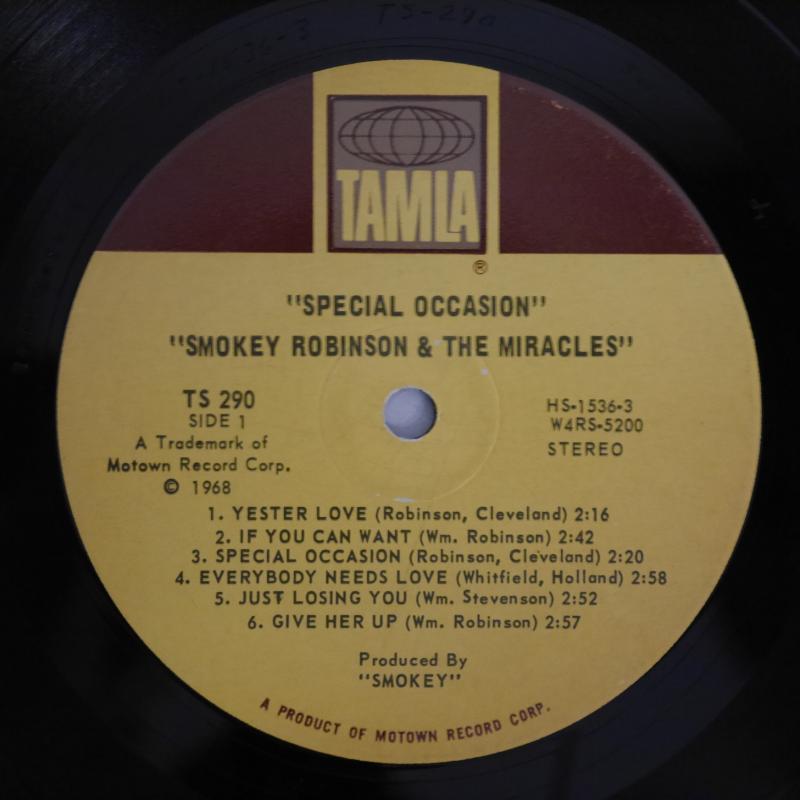 TS-290
TAMLA
®
"SPECIAL OCCASION"
"SMOKEY ROBINSON & THE MIRACLES"
TS 290
SIDE 1
A Trademark of
Motown Record Corp.
© 1968
HS-1536-3
W4RS-5200
STEREO
1. YESTER LOVE (Robinson, Cleveland) 2:16
2. IF YOU CAN WANT (Wm. Robinson) 2:42
3. SPECIAL OCCASION (Robinson, Cleveland) 2:20
4. EVERYBODY NEEDS LOVE (Whitfield, Holland) 2:58
5. JUST LOSING YOU (Wm. Stevenson) 2:52
6. GIVE HER UP (Wm. Robinson) 2:57
Produced By
"SMOKEY"
A PRODUCT OF MOTOWN RECORD CORP.